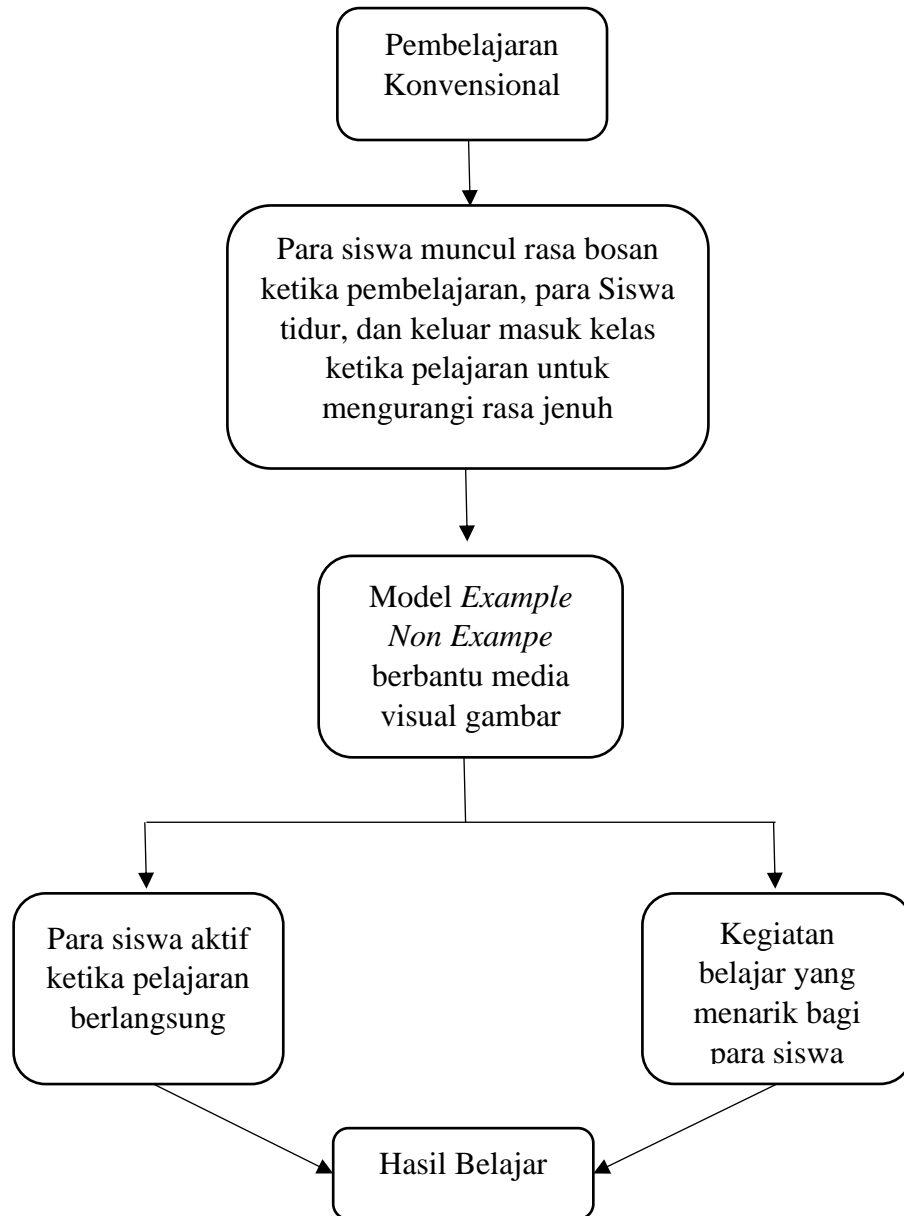 Pembelajaran
Konvensional
Para siswa muncul rasa bosan
ketika pembelajaran, para Siswa
tidur, dan keluar masuk kelas
ketika pelajaran untuk
mengurangi rasa jenuh
Model Example
Non Exampe
berbantu media
visual gambar
Para siswa aktif
ketika pelajaran
berlangsung
Kegiatan
belajar yang
menarik bagi
para siswa
Hasil Belajar